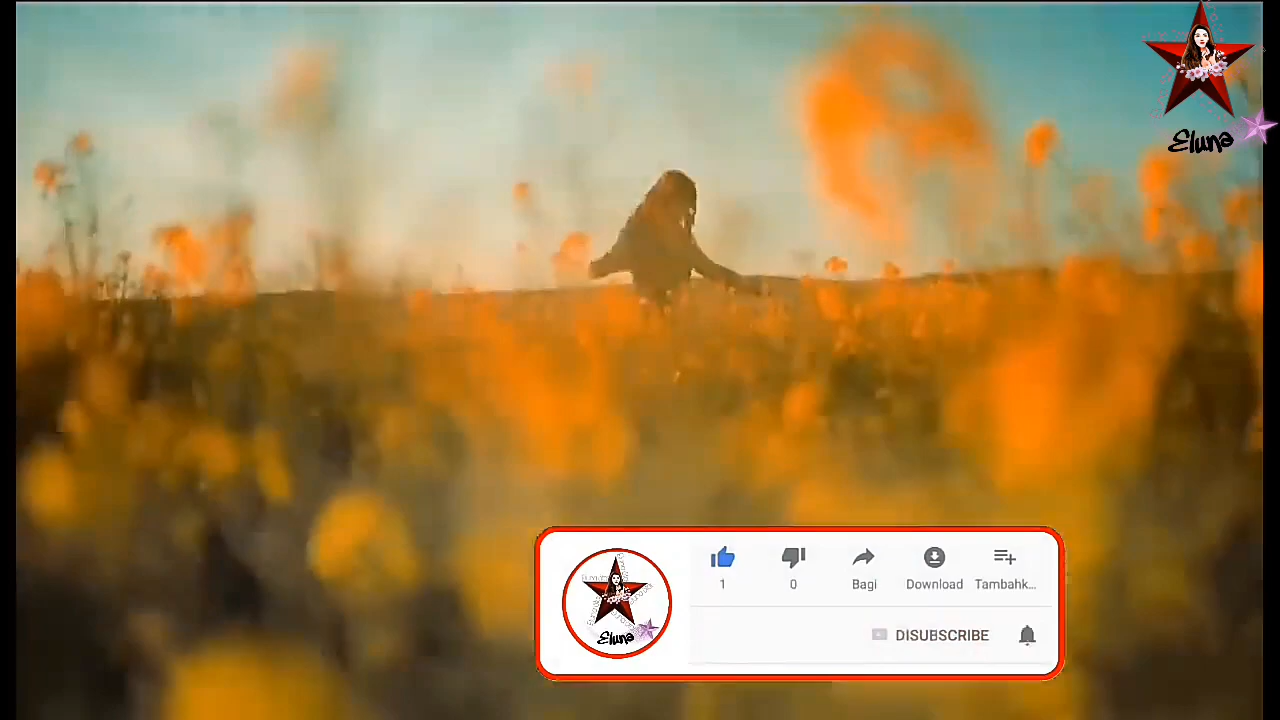 Eluna
1
0
Bagi
Download
Tambahk...
DISUBSCRIBE
Eluna